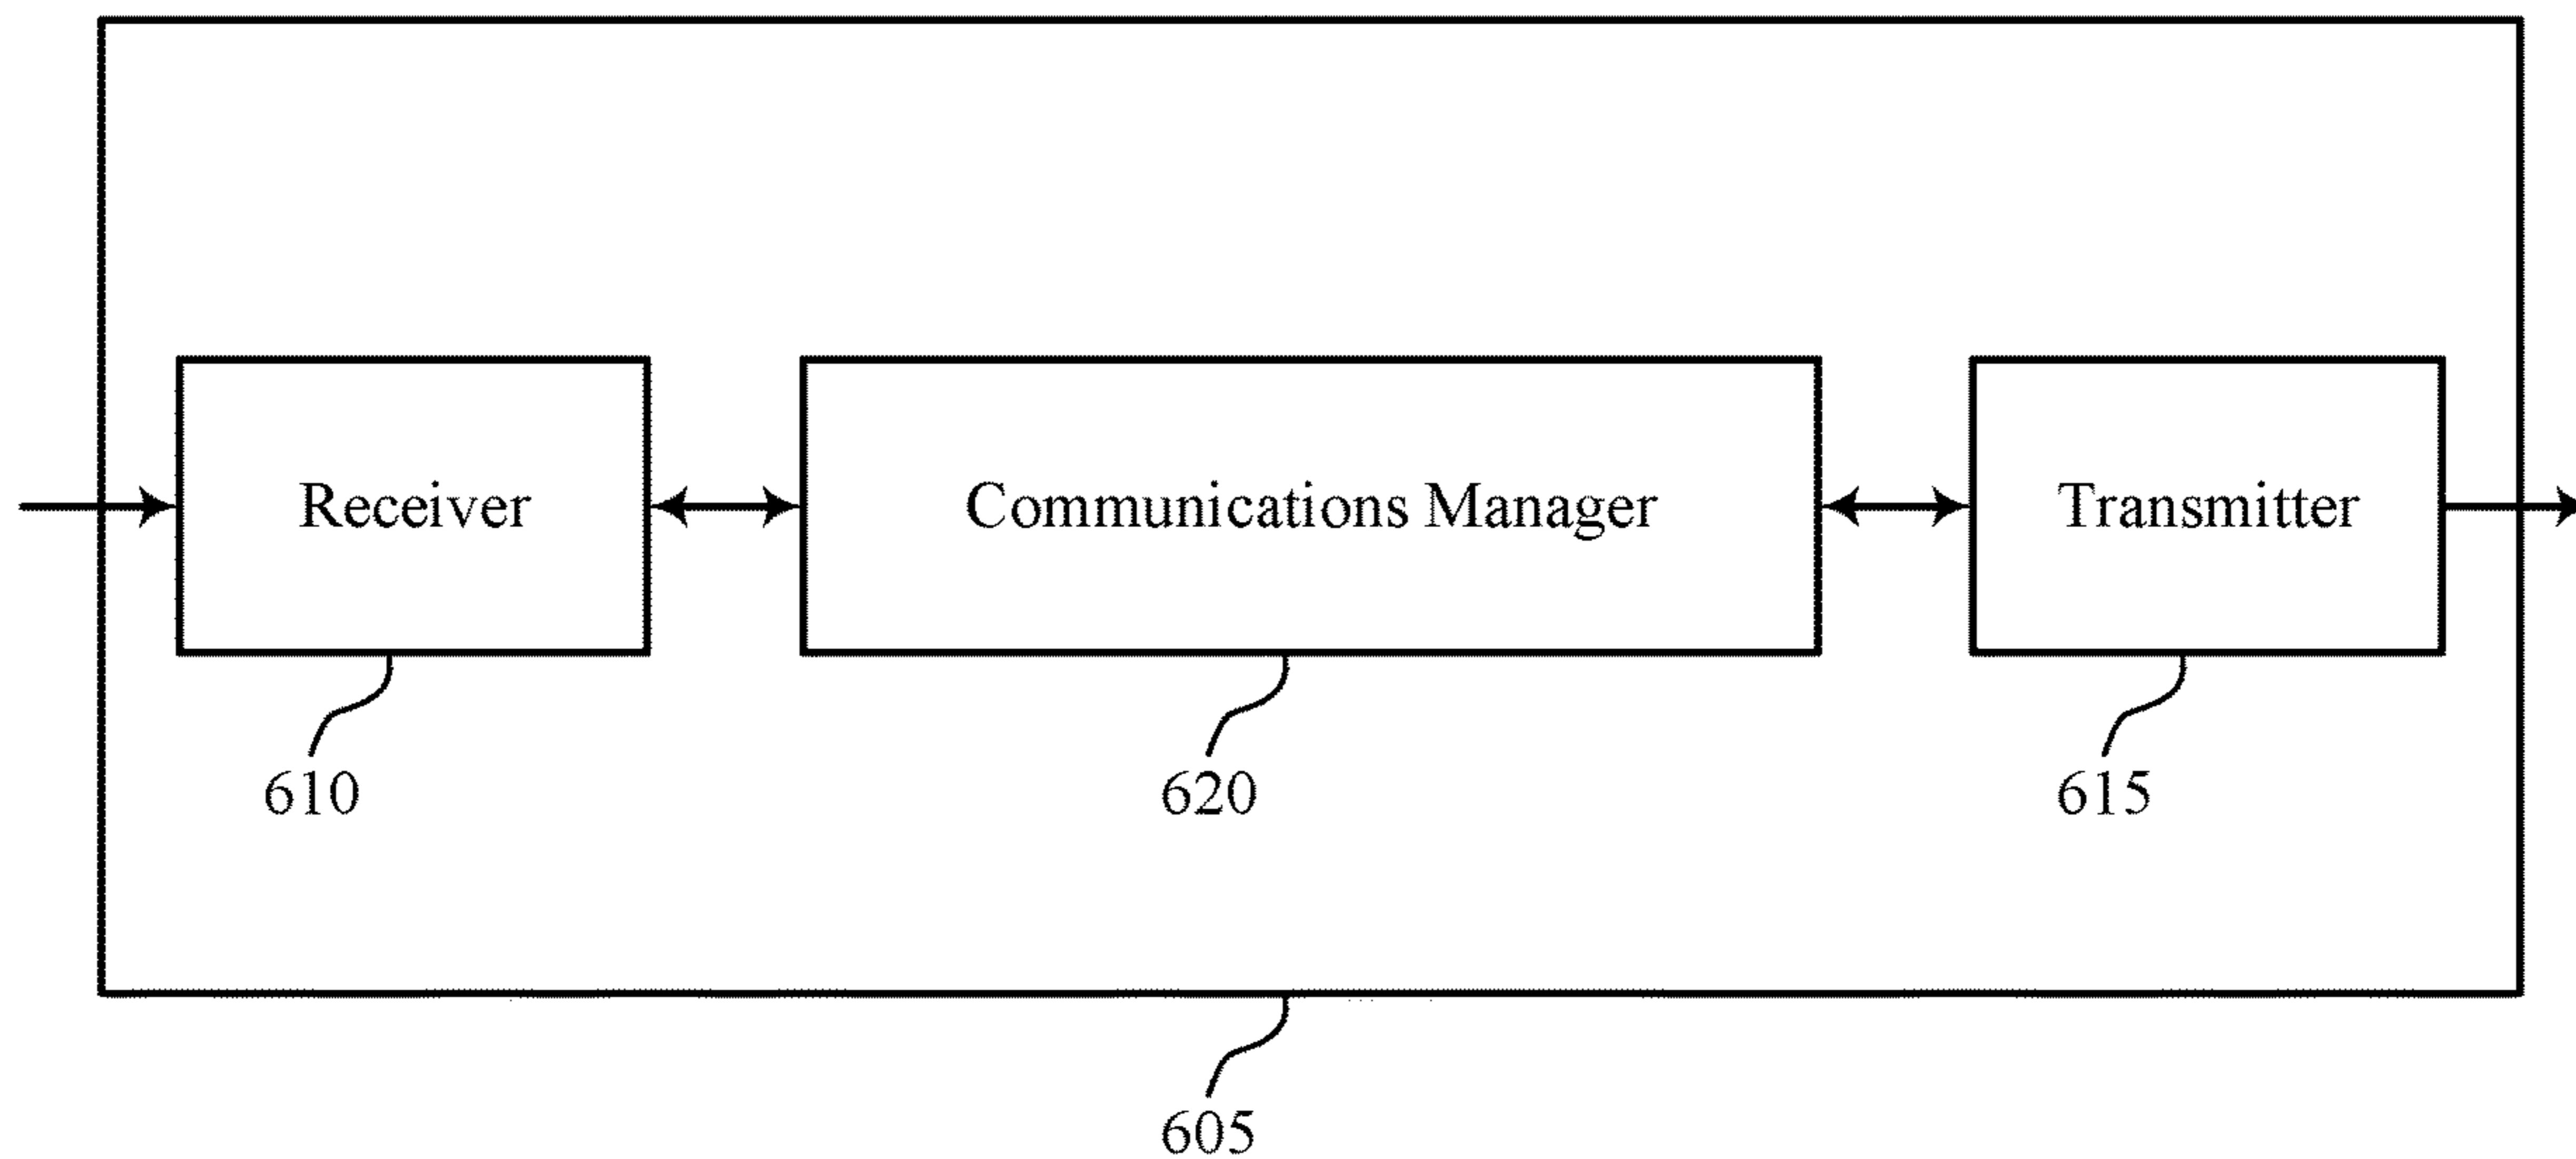 Receiver
Communications Manager
Transmitter
610
620
615
605